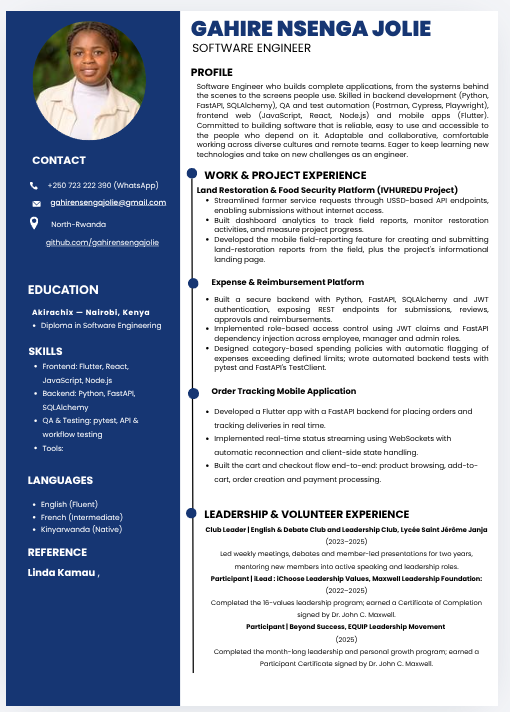 GAHIRE NSENGA JOLIE
SOFTWARE ENGINEER
PROFILE
Software Engineer who builds complete applications, from the systems behind
the scenes to the screens people use. Skilled in backend development (Python,
FastAPI, SQLAlchemy), QA and test automation (Postman, Cypress, Playwright),
frontend web (JavaScript, React, Node.js) and mobile apps (Flutter).
Committed to building software that is reliable, easy to use and accessible to
the people who depend on it. Adaptable and collaborative, comfortable
working across diverse cultures and remote teams. Eager to keep learning new
technologies and take on new challenges as an engineer.
CONTACT
+250 723 222 390 (WhatsApp)
gahirensengajolie@gmail.com
North-Rwanda
github.com/gahirensengajolie
EDUCATION
Akirachix — Nairobi, Kenya
• Diploma in Software Engineering
SKILLS
• Frontend: Flutter, React,
JavaScript, Node.js
• Backend: Python, FastAPI,
SQLAlchemy
• QA & Testing: pytest, API &
workflow testing
• Tools:
LANGUAGES
• English (Fluent)
• French (Intermediate)
• Kinyarwanda (Native)
REFERENCE
Linda Kamau ,
WORK & PROJECT EXPERIENCE
Land Restoration & Food Security Platform (IVHUREDU Project)
• Streamlined farmer service requests through USSD-based API endpoints,
enabling submissions without internet access.
• Built dashboard analytics to track field reports, monitor restoration
activities, and measure project progress.
• Developed the mobile field-reporting feature for creating and submitting
land-restoration reports from the field, plus the project's informational
landing page.
Expense & Reimbursement Platform
• Built a secure backend with Python, FastAPI, SQLAlchemy and JWT
authentication, exposing REST endpoints for submissions, reviews,
approvals and reimbursements.
• Implemented role-based access control using JWT claims and FastAPI
dependency injection across employee, manager and admin roles.
• Designed category-based spending policies with automatic flagging of
expenses exceeding defined limits; wrote automated backend tests with
pytest and FastAPI's TestClient.
Order Tracking Mobile Application
• Developed a Flutter app with a FastAPI backend for placing orders and
tracking deliveries in real time.
• Implemented real-time status streaming using WebSockets with
automatic reconnection and client-side state handling.
• Built the cart and checkout flow end-to-end: product browsing, add-to-
cart, order creation and payment processing.
LEADERSHIP & VOLUNTEER EXPERIENCE
Club Leader | English & Debate Club and Leadership Club, Lycée Saint Jérôme Janja
(2023–2025)
Led weekly meetings, debates and member-led presentations for two years,
mentoring new members into active speaking and leadership roles.
Participant | iLead : iChoose Leadership Values, Maxwell Leadership Foundation:
(2022–2025)
Completed the 16-values leadership program; earned a Certificate of Completion
signed by Dr. John C. Maxwell.
Participant | Beyond Success, EQUIP Leadership Movement
(2025)
Completed the month-long leadership and personal growth program; earned a
Participant Certificate signed by Dr. John C. Maxwell.